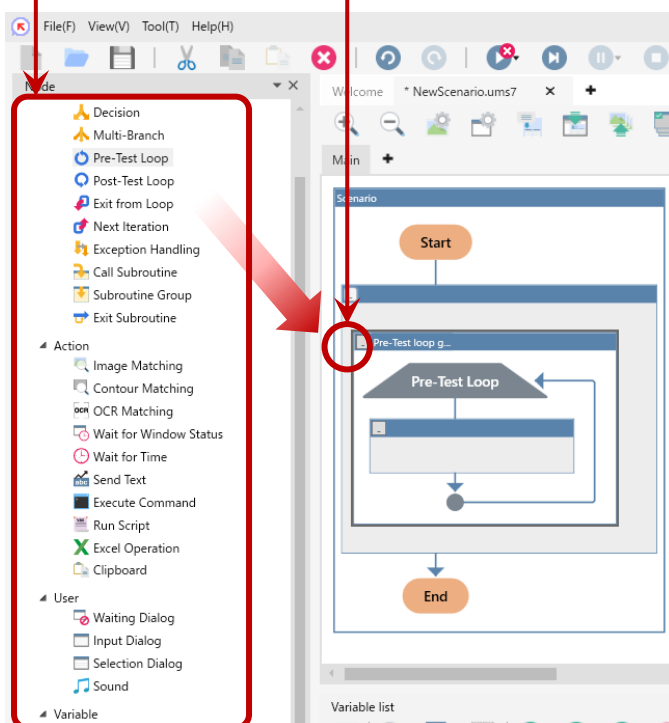 File(F) View(V) Tool(T) Help(H)
Node
Decision
Multi-Branch
Pre-Test Loop
Post-Test Loop
Exit from Loop
Next Iteration
Exception Handling
Call Subroutine
Subroutine Group
Exit Subroutine
Action
Image Matching
Contour Matching
OCR OCR Matching
Wait for Window Status
Wait for Time
Send Text
Execute Command
Run Script
Excel Operation
Clipboard
User
Waiting Dialog
Input Dialog
Selection Dialog
Sound
Variable
Welcome * NewScenario.ums7
Main
Scenario
Start
Pre-Test loop g...
Pre-Test Loop
End
Variable list